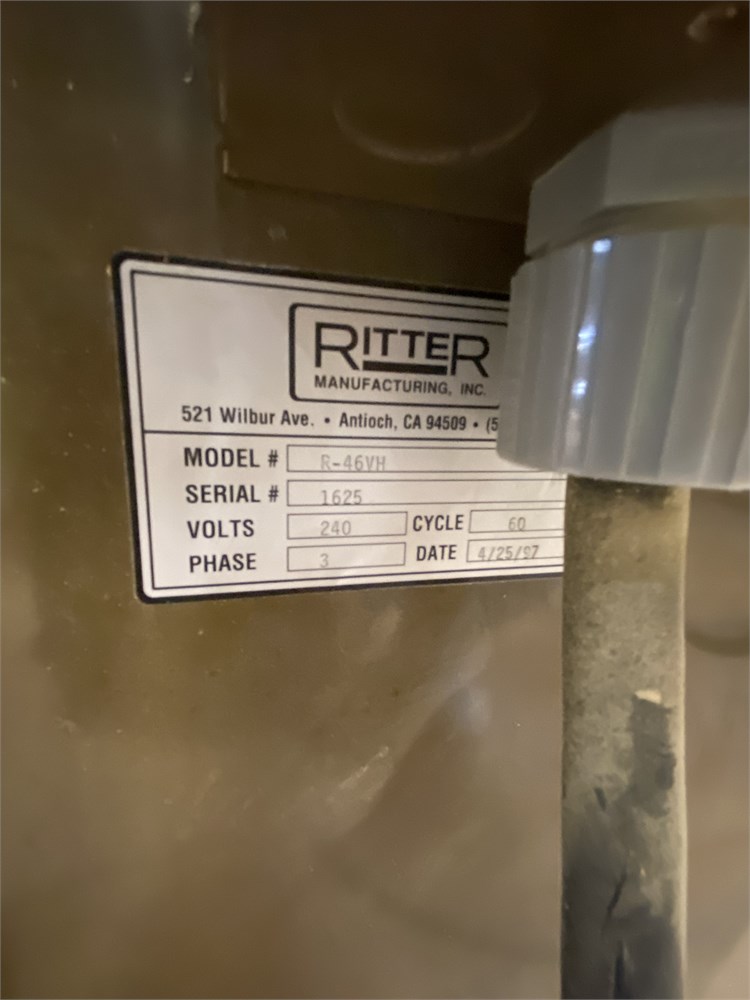 RITTER
MANUFACTURING, INC.
521 Wilbur Ave. • Antioch, CA 94509 • (5
MODEL # R-46VH
SERIAL # 1625
VOLTS 240 CYCLE 60
PHASE 3 DATE 4/25/97